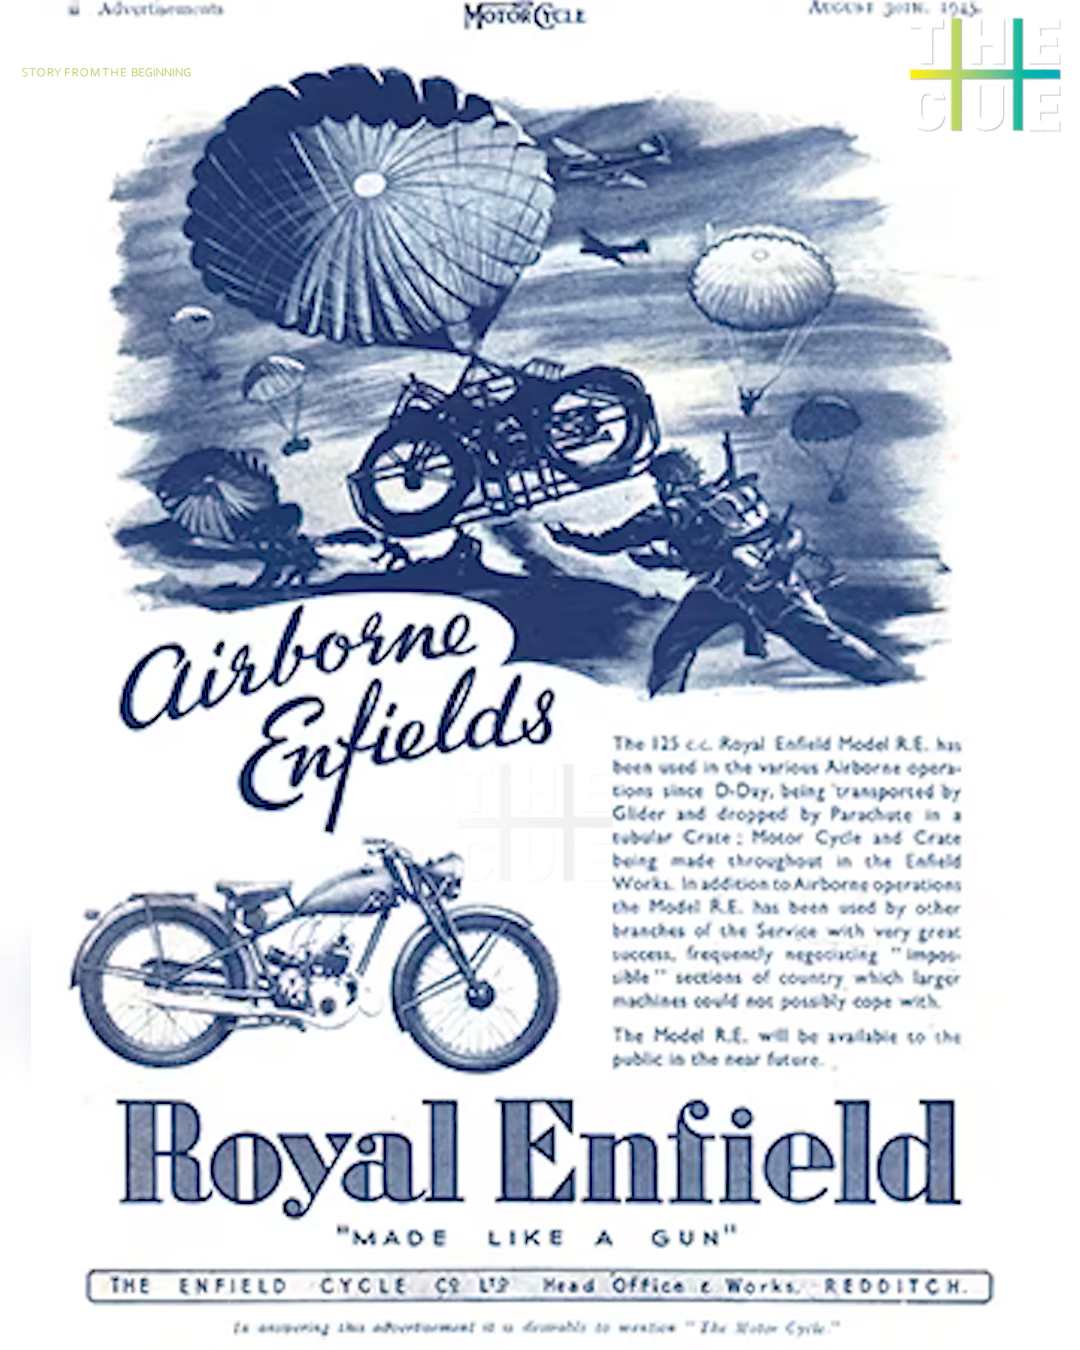 ii Advertisements
MOTOR CYCLE
AUGUST 30TH, 1945.
THE
CUE
STORY FROM THE BEGINNING
Airborne
Enfields
The 125 c.c. Royal Enfield Model R.E. has
been used in the various Airborne opera-
tions since D-Day, being transported by
Glider and dropped by Parachute in a
tubular Crate; Motor Cycle and Crate
being made throughout in the Enfield
Works. In addition to Airborne operations
the Model R.E. has been used by other
branches of the Service with very great
success, frequently negotiating "impos-
sible" sections of country which larger
machines could not possibly cope with.
The Model R.E. will be available to the
public in the near future.
THE
CUE
Royal Enfield
"MADE LIKE A GUN"
THE ENFIELD CYCLE CO LTD Head Office & Works, REDDITCH.
In answering this advertisement it is desirable to mention "The Motor Cycle."